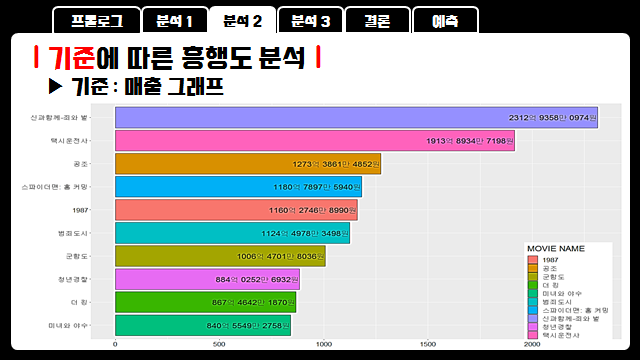 프롤로그 분석 1 분석 2 분석 3 결론 예측
| 기준에 따른 흥행도 분석 |
▶ 기준 : 매출 그래프
신과함께-죄와 벌 2312억 9358만 0974원
택시운전사 1913억 8934만 7198원
공조 1273억 3861만 4852원
스파이더맨: 홈 커밍 1180억 7897만 5940원
1987 1160억 2746만 8990원
범죄도시 1124억 4978만 3498원
군함도 1006억 4701만 8036원
청년경찰 884억 0252만 6932원
더 킹 867억 4642만 1870원
미녀와 야수 840억 5549만 2758원
0 500 1000 1500 2000
MOVIE NAME
1987
공조
군함도
더 킹
미녀와 야수
범죄도시
스파이더맨: 홈 커밍
신과함께-죄와 벌
청년경찰
택시운전사